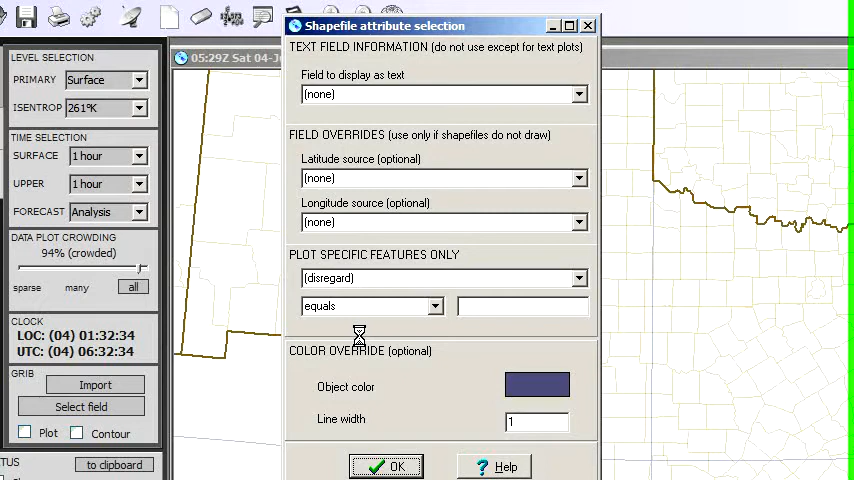 Shapefile attribute selection
TEXT FIELD INFORMATION (do not use except for text plots)
Field to display as text
(none)
FIELD OVERRIDES (use only if shapefiles do not draw)
Latitude source (optional)
(none)
Longitude source (optional)
(none)
PLOT SPECIFIC FEATURES ONLY
(disregard)
equals
COLOR OVERRIDE (optional)
Object color
Line width
1
OK
Help
LEVEL SELECTION
PRIMARY
Surface
ISENTROP
261ºK
TIME SELECTION
SURFACE
1 hour
UPPER
1 hour
FORECAST
Analysis
DATA PLOT CROWDING
94% (crowded)
sparse many all
CLOCK
LOC: (04) 01:32:34
UTC: (04) 06:32:34
GRIB
Import
Select field
Plot
Contour
to clipboard
05:29Z Sat 04-